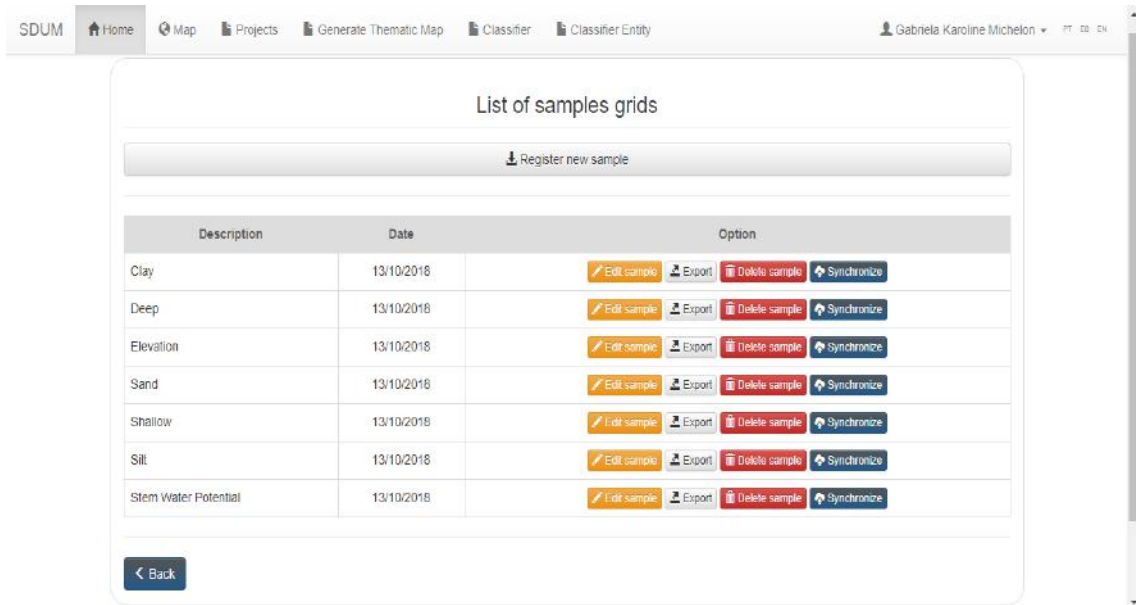 SDUM Home Map Projects Generate Thematic Map Classifier Classifier Entity Gabriela Karoline Michelon PT ES EN
List of samples grids
Register new sample
Description Date Option
Clay 13/10/2018 Edit sample Export Delete sample Synchronize
Deep 13/10/2018 Edit sample Export Delete sample Synchronize
Elevation 13/10/2018 Edit sample Export Delete sample Synchronize
Sand 13/10/2018 Edit sample Export Delete sample Synchronize
Shallow 13/10/2018 Edit sample Export Delete sample Synchronize
Silt 13/10/2018 Edit sample Export Delete sample Synchronize
Stem Water Potential 13/10/2018 Edit sample Export Delete sample Synchronize
Back